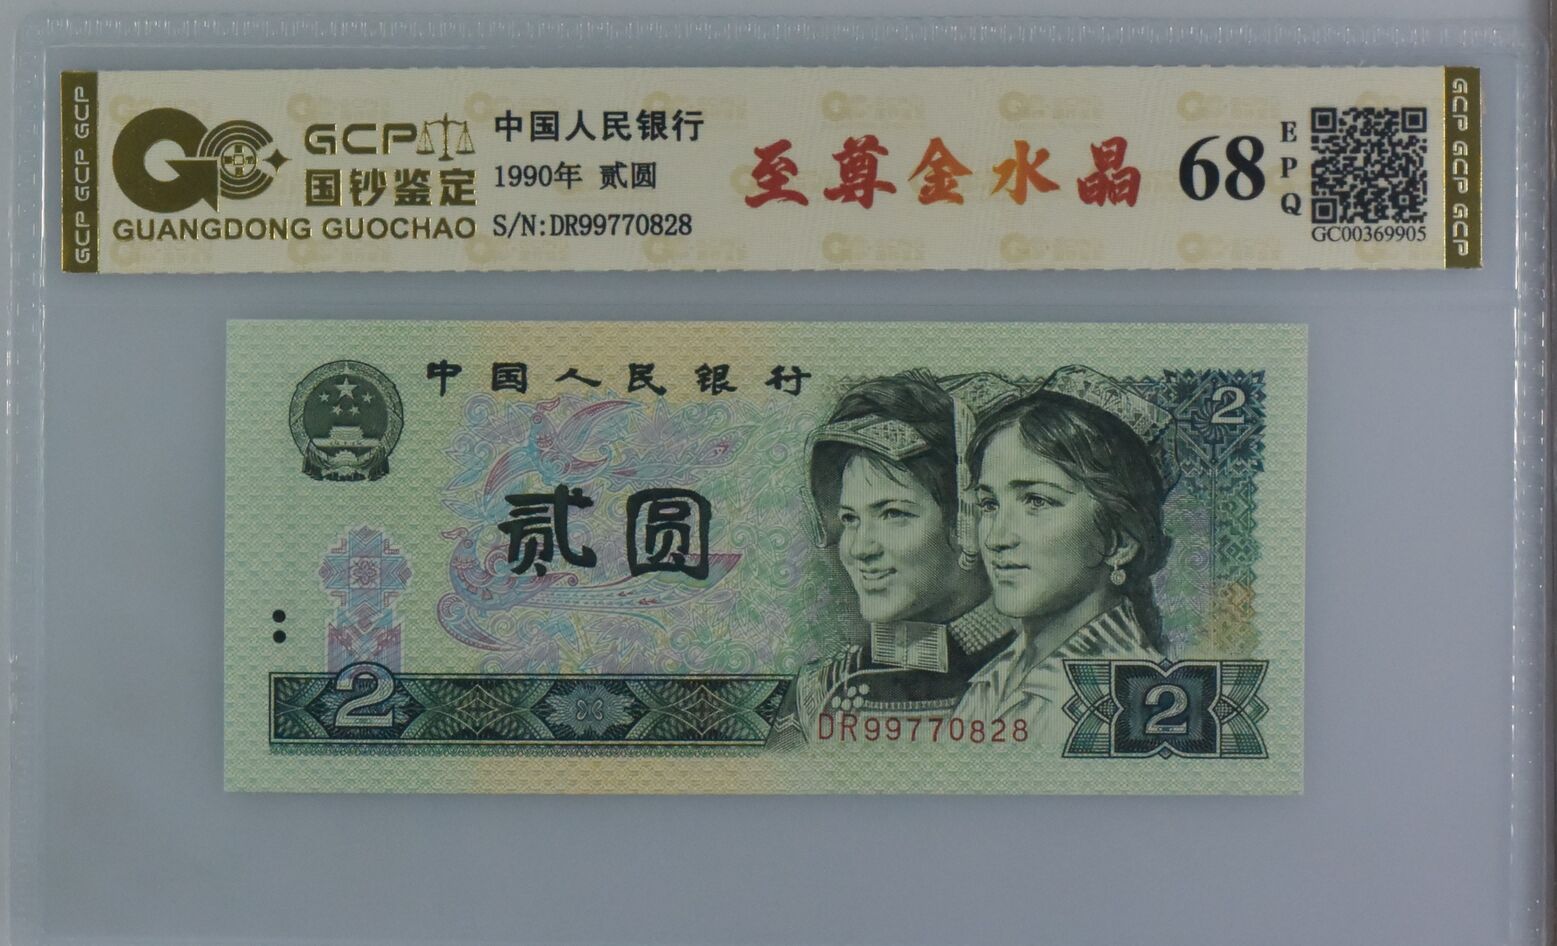 GCP GCP GCP
GCP
国钞鉴定
GUANGDONG GUOCHAO
中国人民银行
1990年 贰圆
S/N:DR99770828
至尊金水晶
68
EPQ
GC00369905
GCP GCP GCP
中国人民银行
2
贰圆
2
DR99770828
2